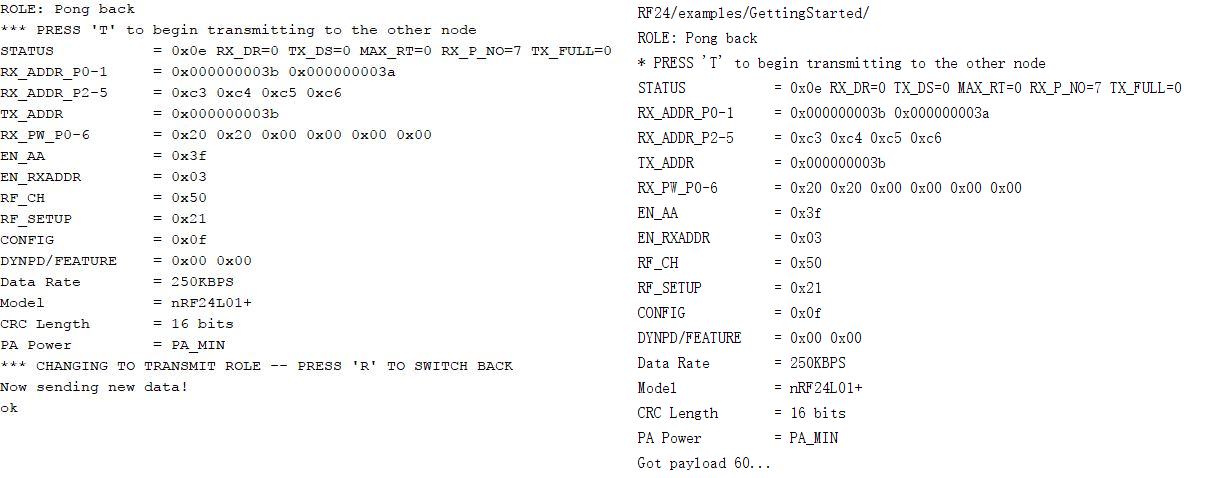 ROLE: Pong back
*** PRESS 'T' to begin transmitting to the other node
STATUS = 0x0e RX_DR=0 TX_DS=0 MAX_RT=0 RX_P_NO=7 TX_FULL=0
RX_ADDR_P0-1 = 0x000000003b 0x000000003a
RX_ADDR_P2-5 = 0xc3 0xc4 0xc5 0xc6
TX_ADDR = 0x000000003b
RX_PW_P0-6 = 0x20 0x20 0x00 0x00 0x00 0x00
EN_AA = 0x3f
EN_RXADDR = 0x03
RF_CH = 0x50
RF_SETUP = 0x21
CONFIG = 0x0f
DYNPD/FEATURE = 0x00 0x00
Data Rate = 250KBPS
Model = nRF24L01+
CRC Length = 16 bits
PA Power = PA_MIN
*** CHANGING TO TRANSMIT ROLE -- PRESS 'R' TO SWITCH BACK
Now sending new data!
ok
RF24/examples/GettingStarted/
ROLE: Pong back
* PRESS 'T' to begin transmitting to the other node
STATUS = 0x0e RX_DR=0 TX_DS=0 MAX_RT=0 RX_P_NO=7 TX_FULL=0
RX_ADDR_P0-1 = 0x000000003b 0x000000003a
RX_ADDR_P2-5 = 0xc3 0xc4 0xc5 0xc6
TX_ADDR = 0x000000003b
RX_PW_P0-6 = 0x20 0x20 0x00 0x00 0x00 0x00
EN_AA = 0x3f
EN_RXADDR = 0x03
RF_CH = 0x50
RF_SETUP = 0x21
CONFIG = 0x0f
DYNPD/FEATURE = 0x00 0x00
Data Rate = 250KBPS
Model = nRF24L01+
CRC Length = 16 bits
PA Power = PA_MIN
Got payload 60...